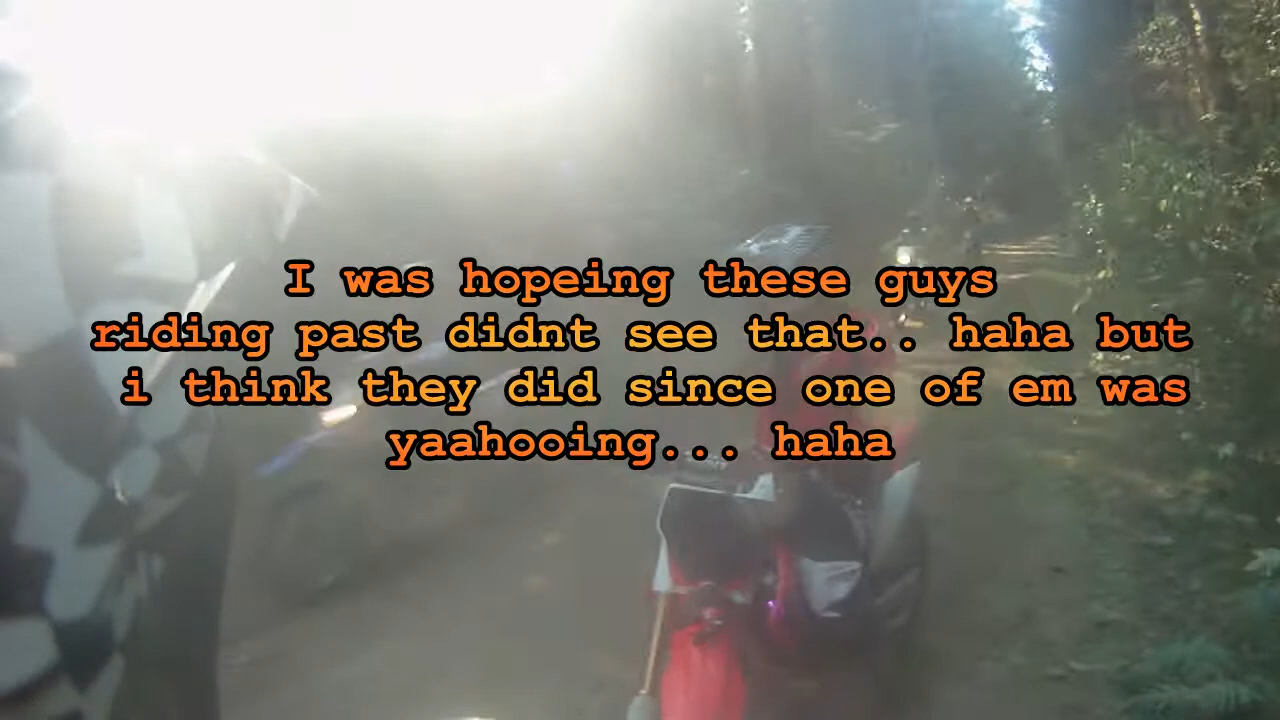 I was hopeing these guys
riding past didnt see that.. haha but
i think they did since one of em was
yaahooing... haha